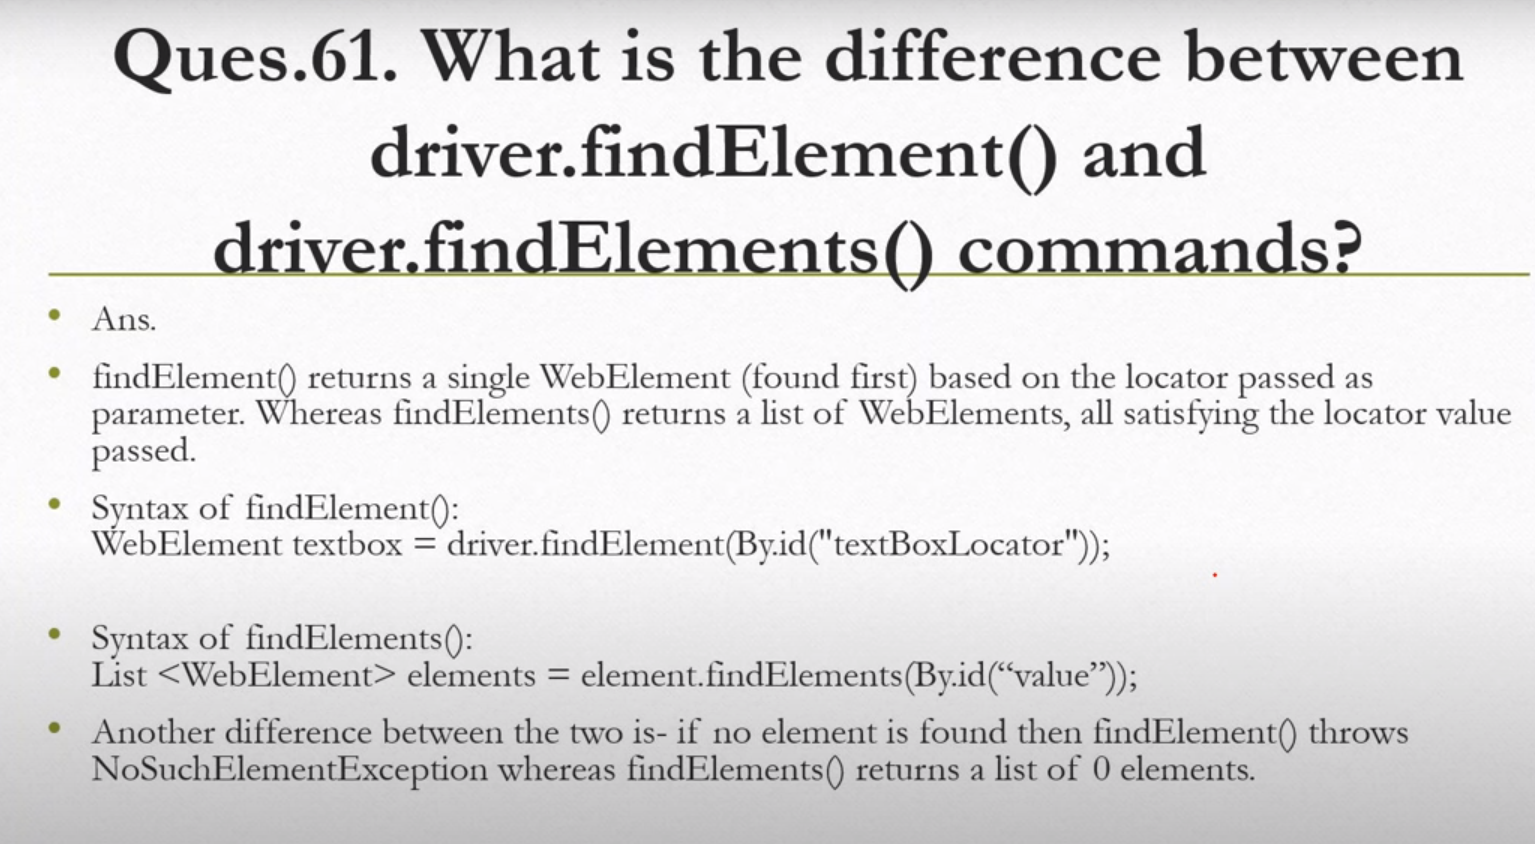 Ques.61. What is the difference between
driver.findElement() and
driver.findElements() commands?
• Ans.
• findElement() returns a single WebElement (found first) based on the locator passed as
parameter. Whereas findElements() returns a list of WebElements, all satisfying the locator value
passed.
• Syntax of findElement():
WebElement textbox = driver.findElement(By.id("textBoxLocator"));
• Syntax of findElements():
List <WebElement> elements = element.findElements(By.id(“value”));
• Another difference between the two is- if no element is found then findElement() throws
NoSuchElementException whereas findElements() returns a list of 0 elements.